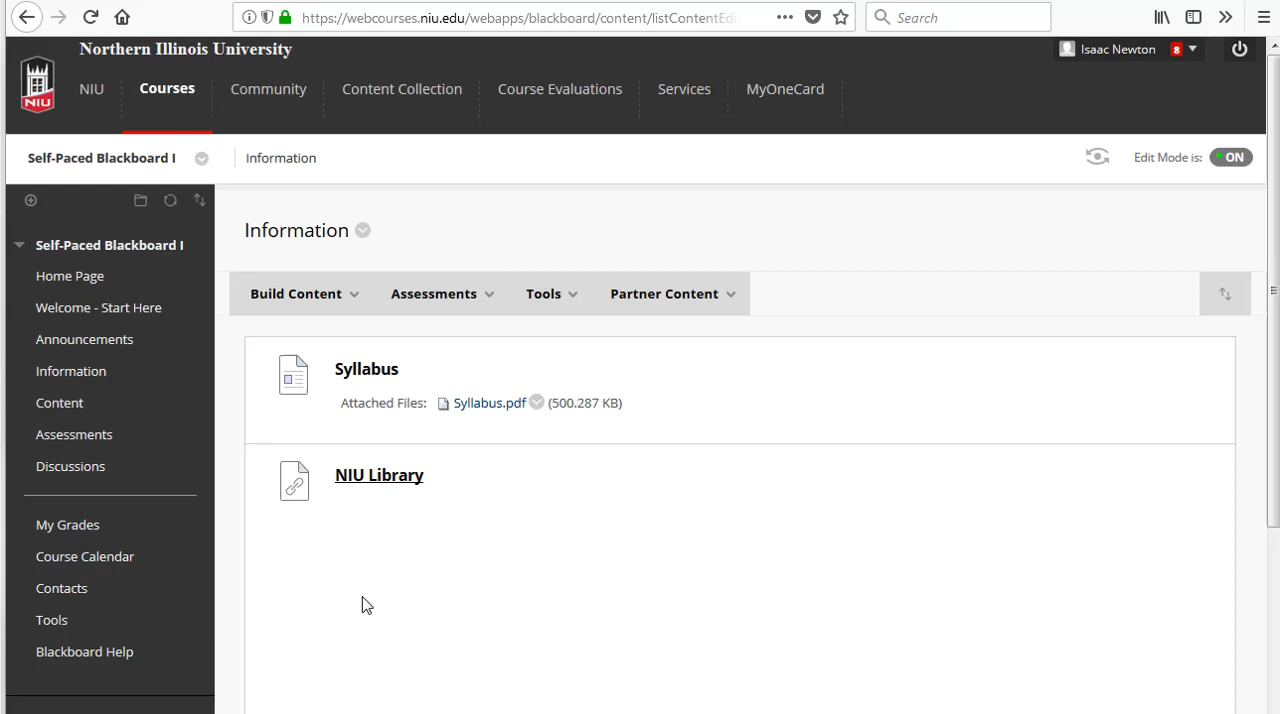 https://webcourses.niu.edu/webapps/blackboard/content/listContentEdi
Search
Northern Illinois University
Isaac Newton 8
NIU
NIU Courses Community Content Collection Course Evaluations Services MyOneCard
Self-Paced Blackboard I Information Edit Mode is: ON
Self-Paced Blackboard I
Home Page
Welcome - Start Here
Announcements
Information
Content
Assessments
Discussions
My Grades
Course Calendar
Contacts
Tools
Blackboard Help
Information
Build Content Assessments Tools Partner Content
Syllabus
Attached Files: Syllabus.pdf (500.287 KB)
NIU Library